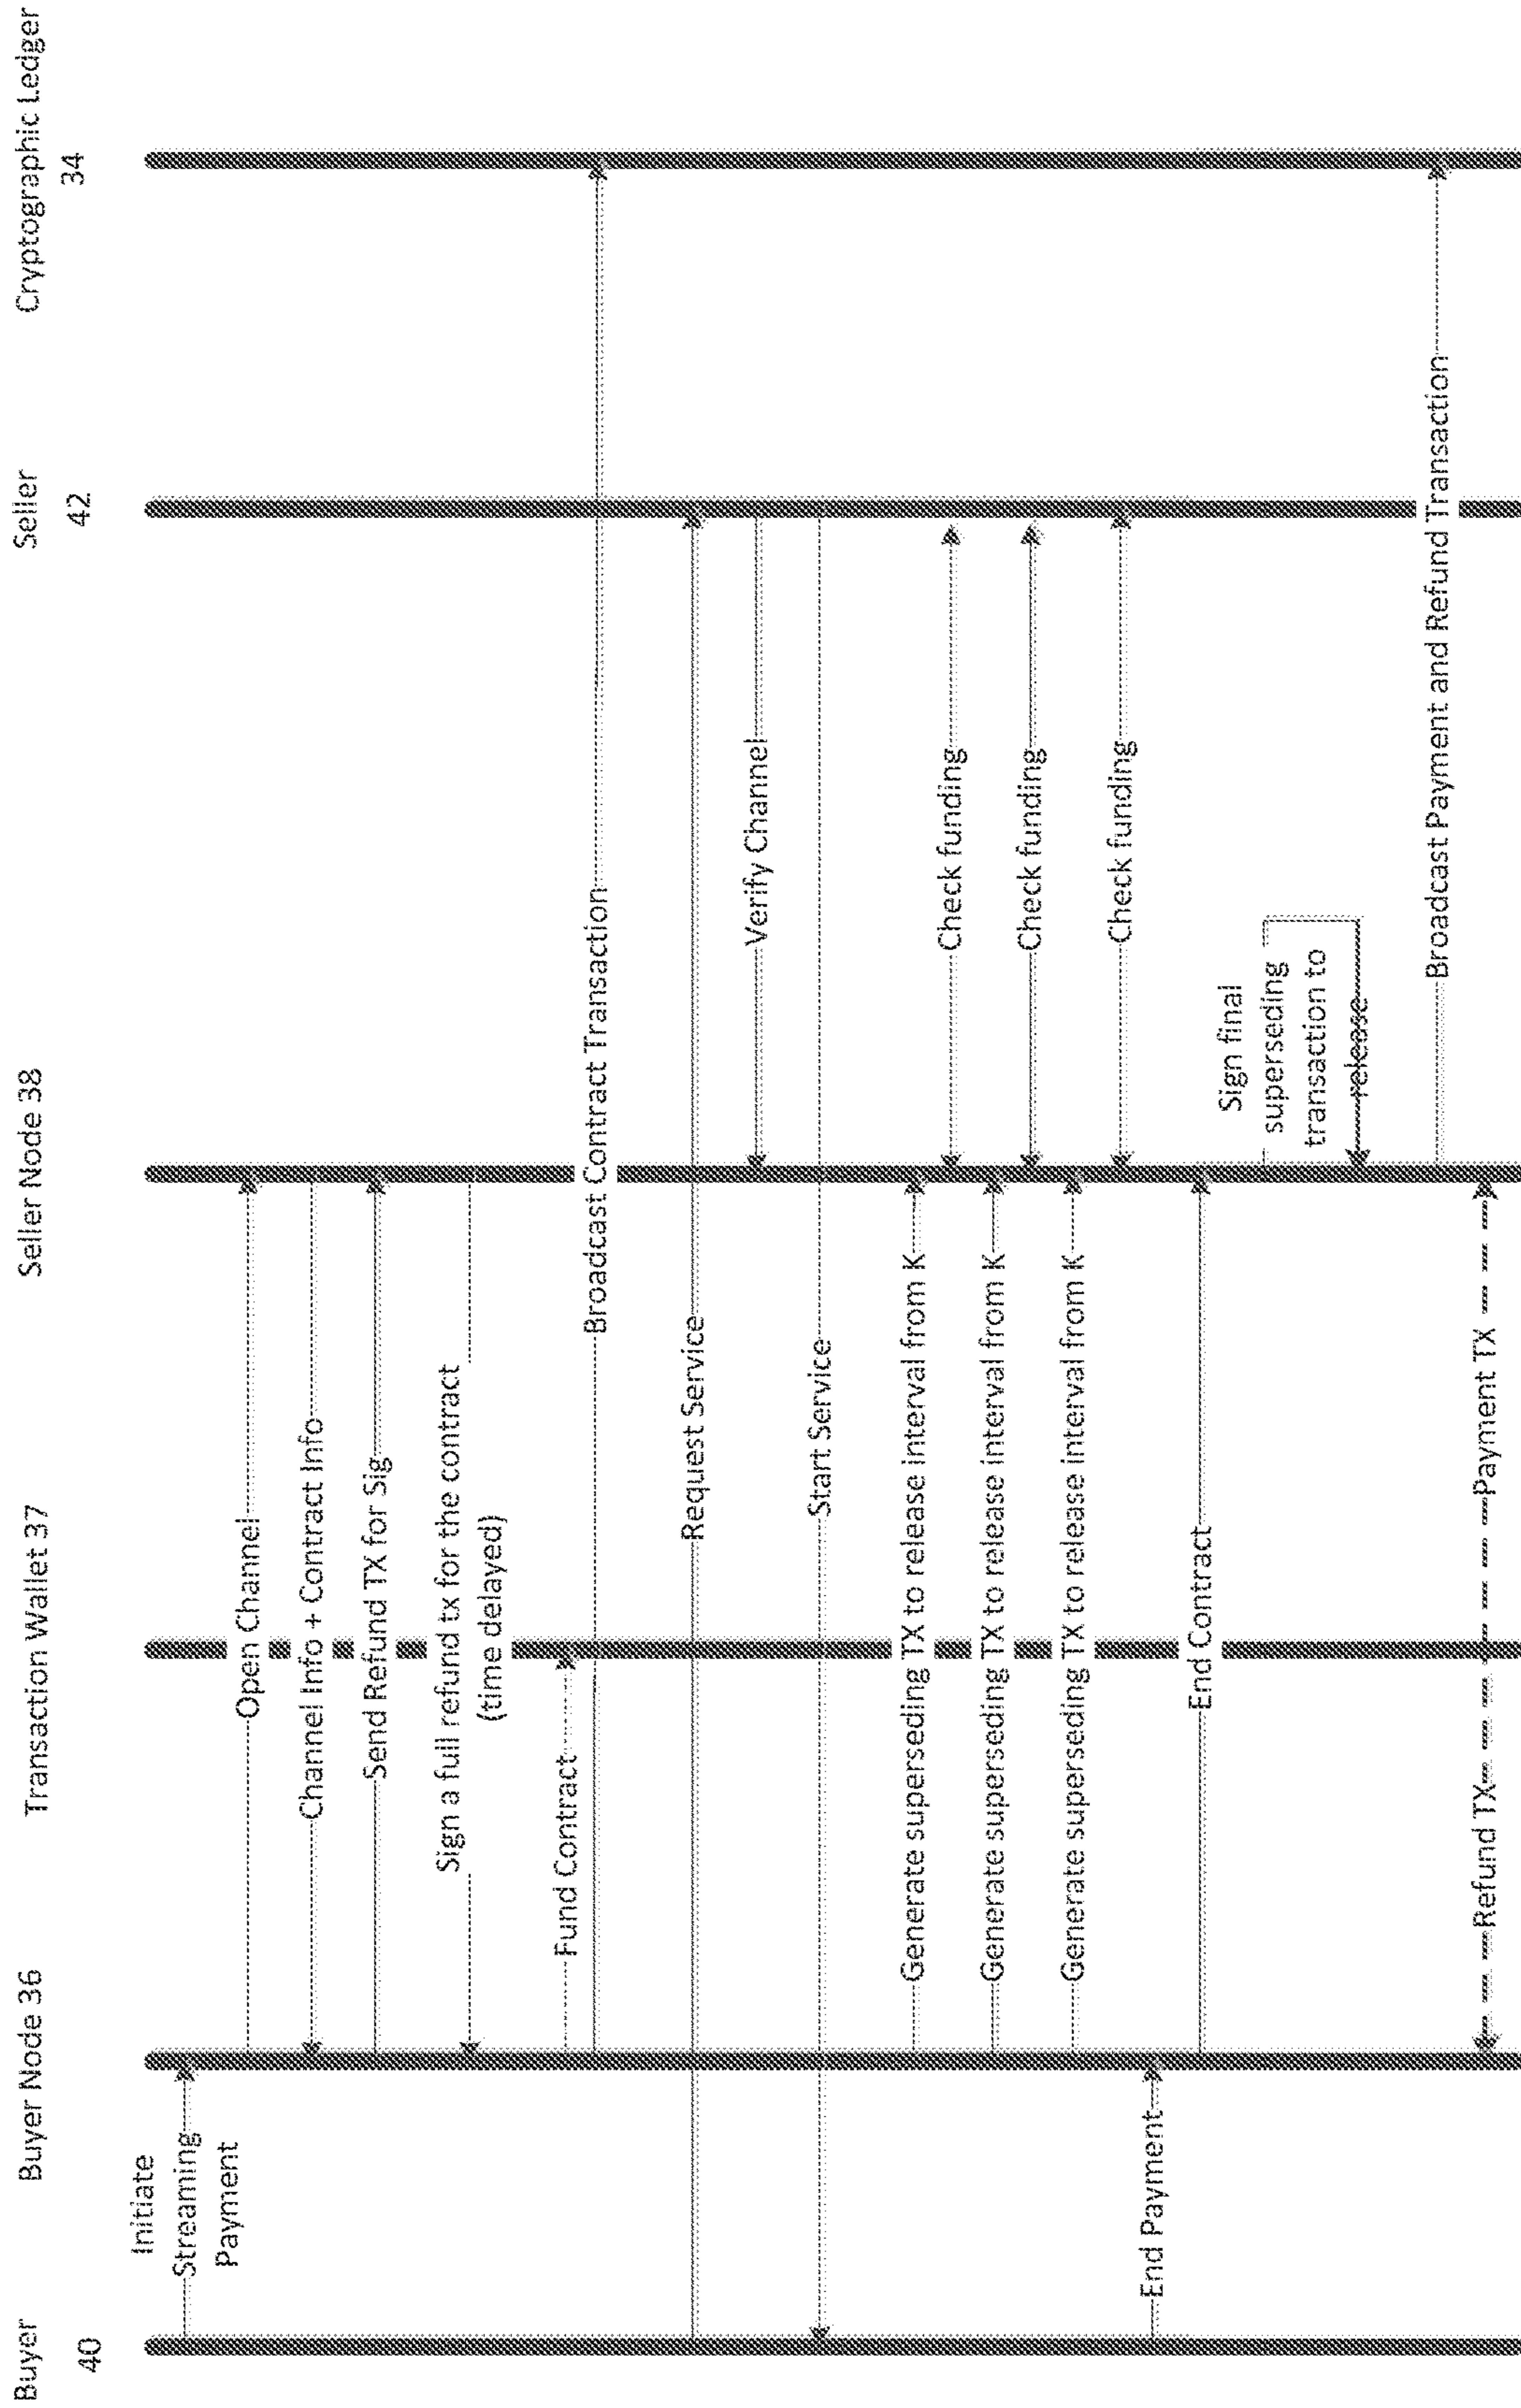 Buyer
40
Buyer Node 36
Transaction Wallet 37
Seller Node 38
Seller
42
Cryptographic Ledger
34
Initiate
Streaming
Payment
Open Channel
Channel Info + Contract Info
Send Refund TX for Sig
Sign a full refund tx for the contract
(time delayed)
Fund Contract
Broadcast Contract Transaction
Request Service
Verify Channel
Start Service
Generate superseding TX to release interval from K
Check funding
Generate superseding TX to release interval from K
Check funding
Generate superseding TX to release interval from K
Check funding
End Payment
End Contract
Sign final
superseding
transaction to
release
Broadcast Payment and Refund Transaction
Refund TX
Payment TX